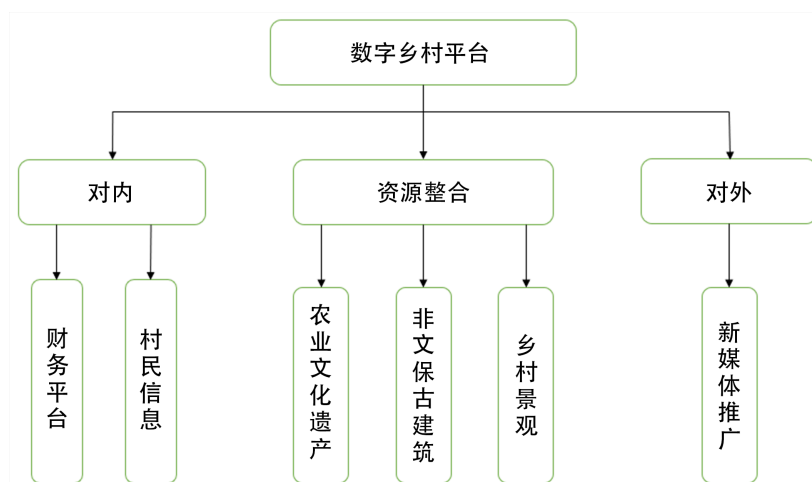 数字乡村平台
对内
资源整合
对外
财务平台
村民信息
农业文化遗产
非文保古建筑
乡村景观
新媒体推广